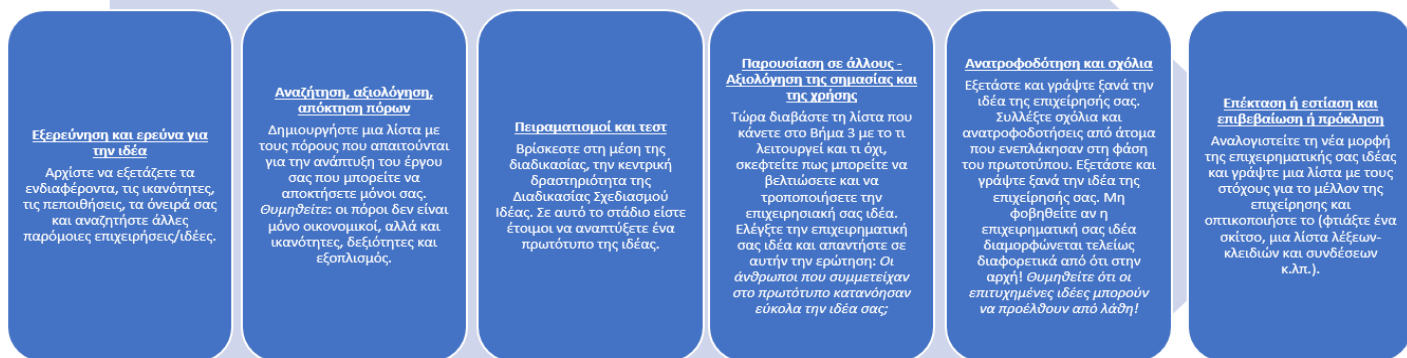 Εξερεύνηση και ερεύνα για
την ιδέα
Αρχίστε να εξετάζετε τα
ενδιαφέροντα, τις ικανότητες,
τις πεποιθήσεις, τα όνειρά σας
και αναζητήστε άλλες
παρόμοιες επιχειρήσεις/ιδέες.
Αναζήτηση, αξιολόγηση,
απόκτηση πόρων
Δημιουργήστε μια λίστα με
τους πόρους που απαιτούνται
για την ανάπτυξη του έργου
σας που μπορείτε να
αποκτήσετε μόνοι σας.
Θυμηθείτε: οι πόροι δεν είναι
μόνο οικονομικοί, αλλά και
ικανότητες, δεξιότητες και
εξοπλισμός.
Πειραματισμοί και τεστ
Βρίσκεστε στη μέση της
διαδικασίας, την κεντρική
δραστηριότητα της
Διαδικασίας Σχεδιασμού
Ιδέας. Σε αυτό το στάδιο είστε
έτοιμοι να αναπτύξετε ένα
πρωτότυπο της ιδέας.
Παρουσίαση σε άλλους -
Αξιολόγηση της σημασίας και
της χρήσης
Τώρα διαβάστε τη λίστα που
κάνετε στο Βήμα 3 με το τι
λειτουργεί και τι όχι,
σκεφτείτε πως μπορείτε να
βελτιώσετε και να
τροποποιήσετε την
επιχειρησιακή σας ιδέα.
Ελέγξτε την επιχειρηματική
σας ιδέα και απαντήστε σε
αυτήν την ερώτηση: Οι
άνθρωποι που συμμετείχαν
στο πρωτότυπο κατανόησαν
εύκολα την ιδέα σας;
Ανατροφοδότηση και σχόλια
Εξετάστε και γράψτε ξανά την
ιδέα της επιχείρησής σας.
Συλλέξτε σχόλια και
ανατροφοδοτήσεις από άτομα
που ενεπλάκησαν στη φάση
του πρωτοτύπου. Εξετάστε και
γράψτε ξανά την ιδέα της
επιχείρησής σας. Μη
φοβηθείτε αν η
επιχειρηματική σας ιδέα
διαμορφώνεται τελείως
διαφορετικά από ότι στην
αρχή! Θυμηθείτε ότι οι
επιτυχημένες ιδέες μπορούν
να προέλθουν από λάθη!
Επέκταση ή εστίαση και
επιβεβαίωση ή πρόκληση
Αναλογιστείτε τη νέα μορφή
της επιχειρηματικής σας ιδέας
και γράψτε μια λίστα με τους
στόχους για το μέλλον της
επιχείρησης και
οπτικοποιήστε το (φτιάξτε ένα
σκίτσο, μια λίστα λέξεων-
κλειδιών και συνδέσεων
κ.λπ.).